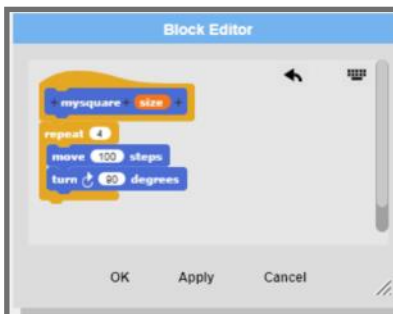 Block Editor
+ mysquare + size +
repeat 4
move 100 steps
turn 90 degrees
OK Apply Cancel